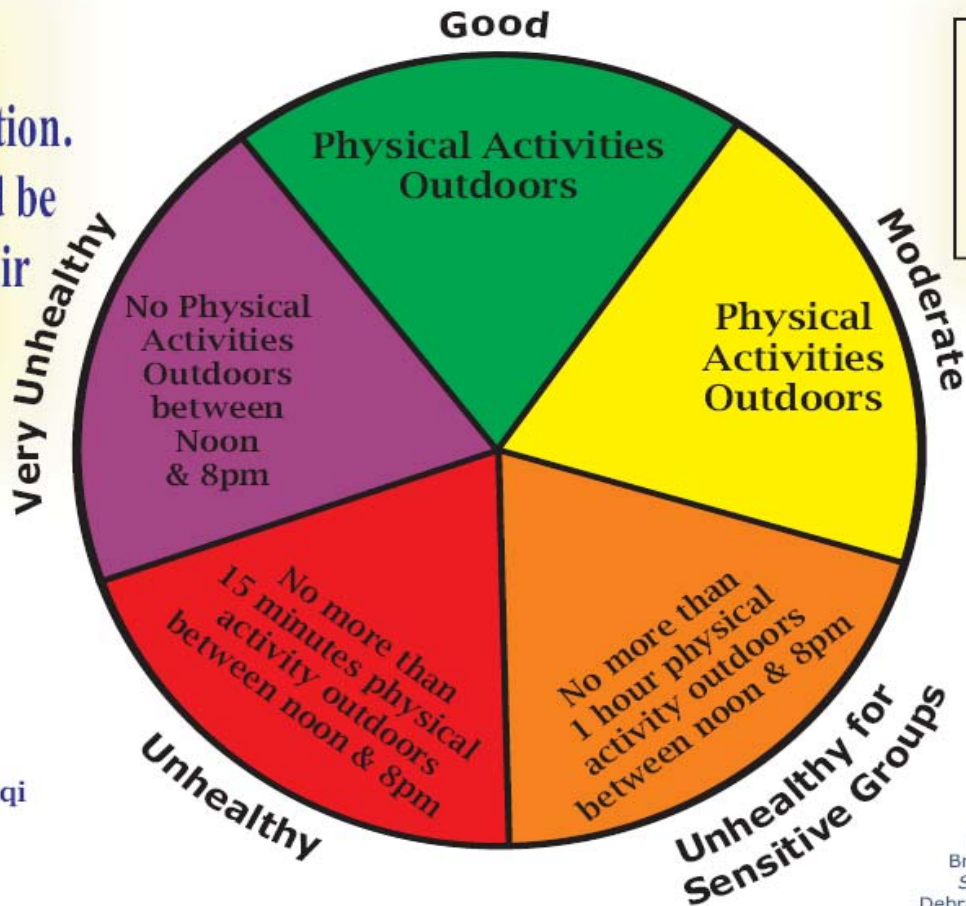 Good
tion.
d be
ir
Physical Activities
Outdoors
Moderate
Physical
Activities
Outdoors
Very Unhealthy
No Physical
Activities
Outdoors
between
Noon
& 8pm
No more than
15 minutes physical
activity outdoors
between noon & 8pm
Unhealthy
No more than
1 hour physical
activity outdoors
between noon & 8pm
Unhealthy for
Sensitive Groups
qi
Br
S
Debr